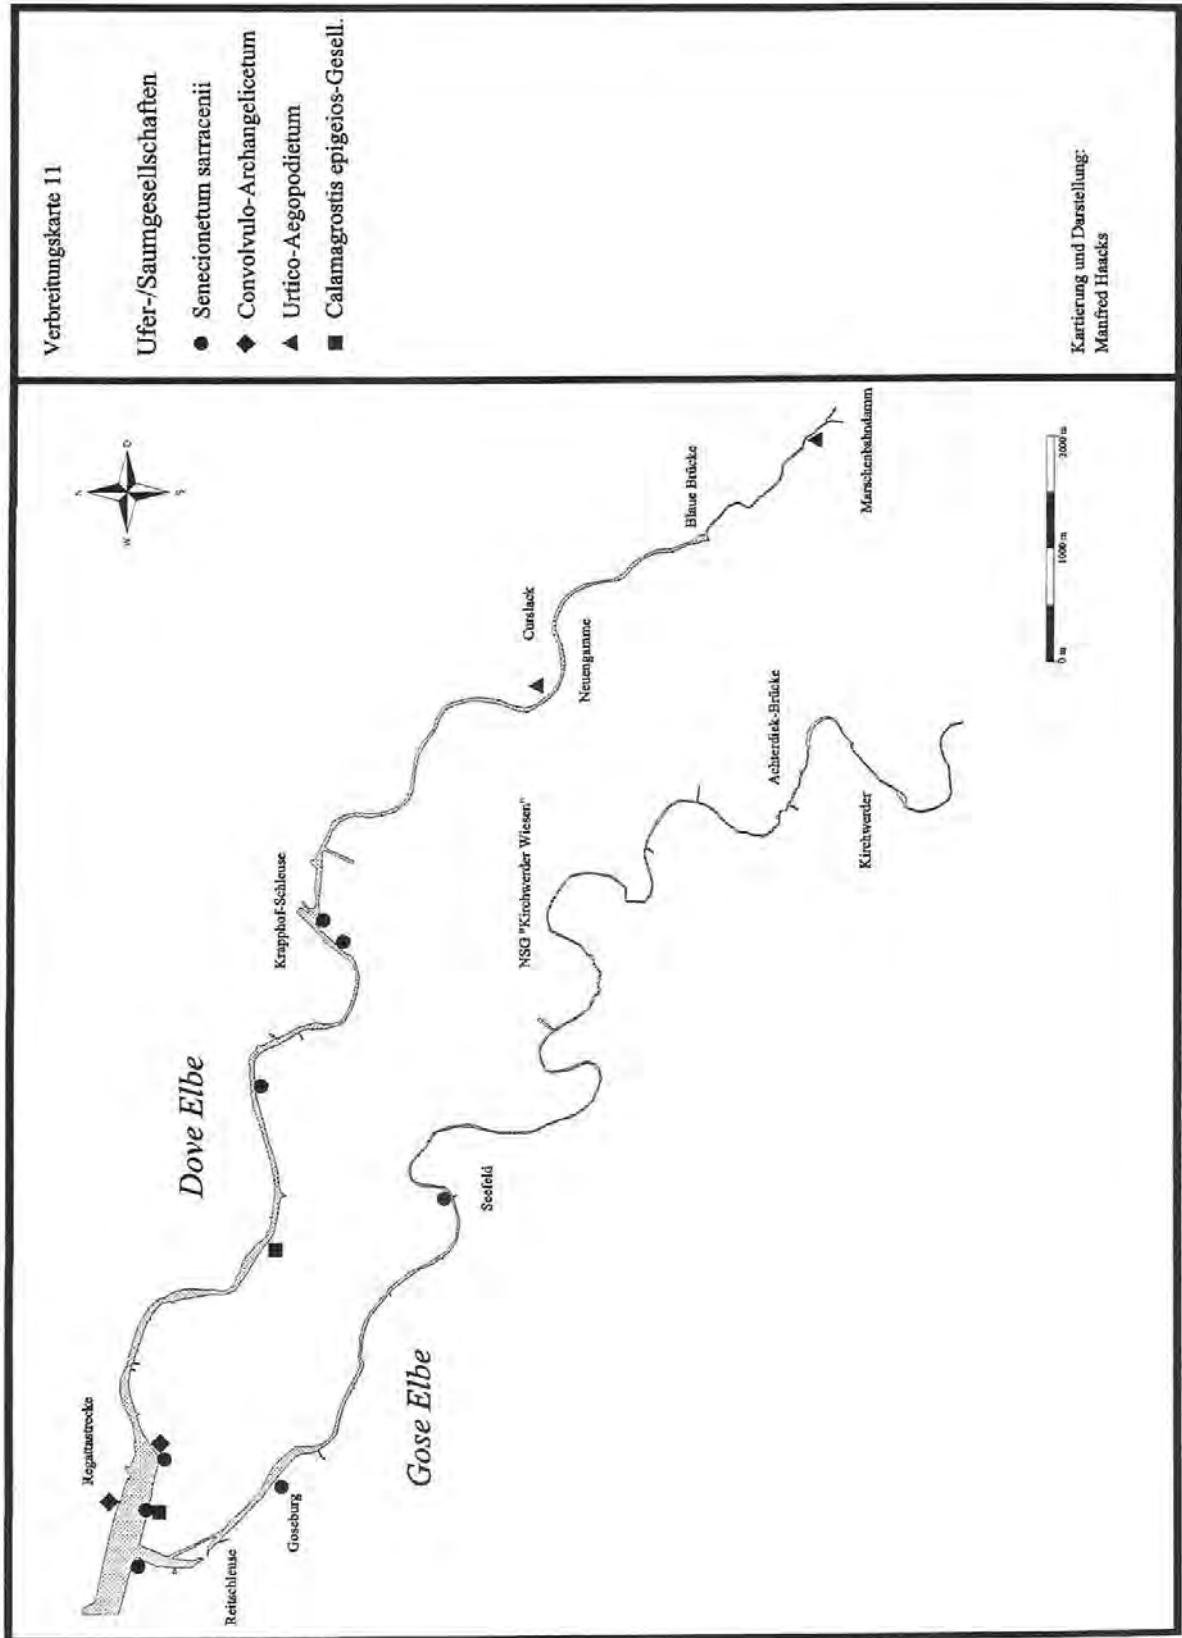 Verbreitungskarte 11
Ufer-/Saumgesellschaften
Senecionetum sarracenii
Convolvulo-Archangelicetum
Urtico-Aegopodietum
Calamagrostis epigeios-Gesell.
Kartierung und Darstellung:
Manfred Haacks
N
W
O
S
Dove Elbe
Gose Elbe
Regattastrecke
Reitschleuse
Goseburg
Seefeld
Krapphof-Schleuse
NSG "Kirchwerder Wiesen"
Curslack
Neuengamme
Blaue Brücke
Marschenbahndamm
Achterdiek-Brücke
Kirchwerder
0 m
1000 m
2000 m